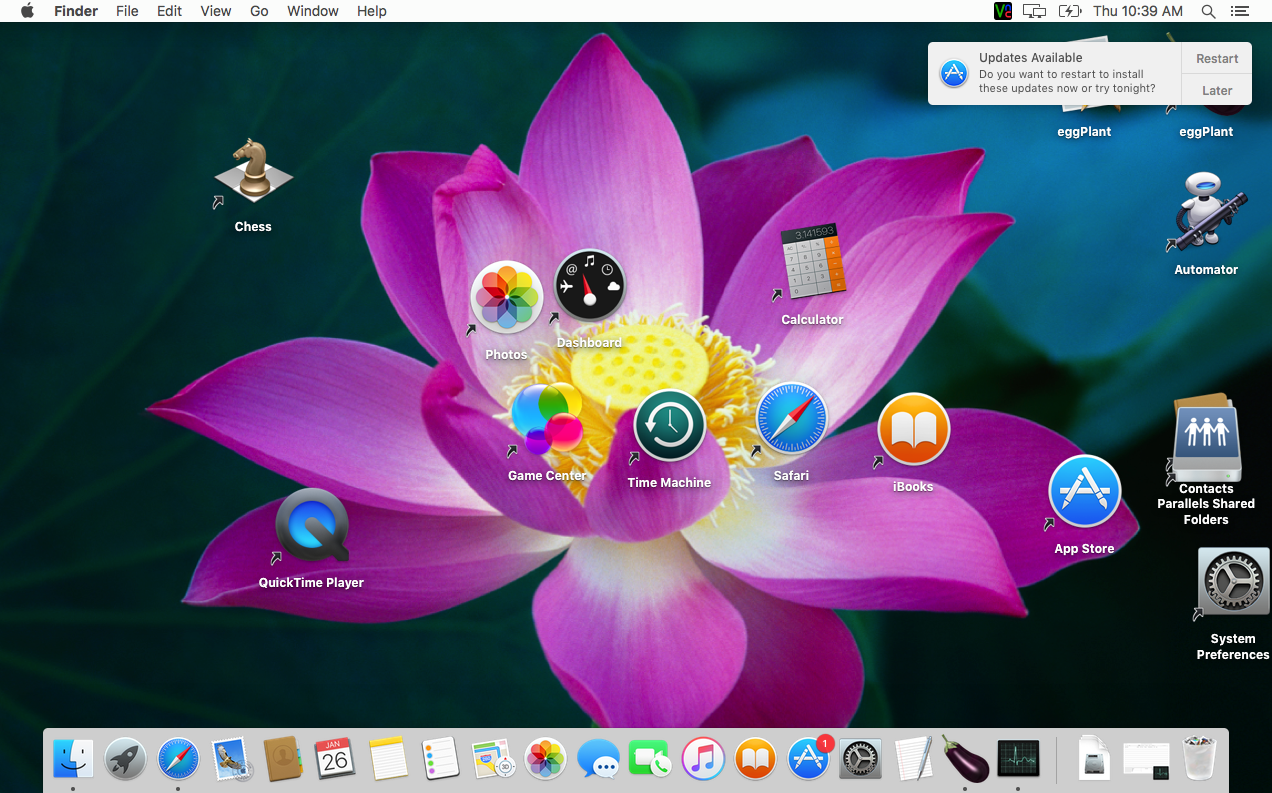 Finder File Edit View Go Window Help
Thu 10:39 AM
Updates Available
Do you want to restart to install
these updates now or try tonight?
Restart
Later
eggPlant
eggPlant
Chess
Automator
3.141593
Calculator
Dashboard
Photos
Game Center
Time Machine
Safari
iBooks
Contacts
Parallels Shared
Folders
App Store
QuickTime Player
System
Preferences
JAN
26
3D
1